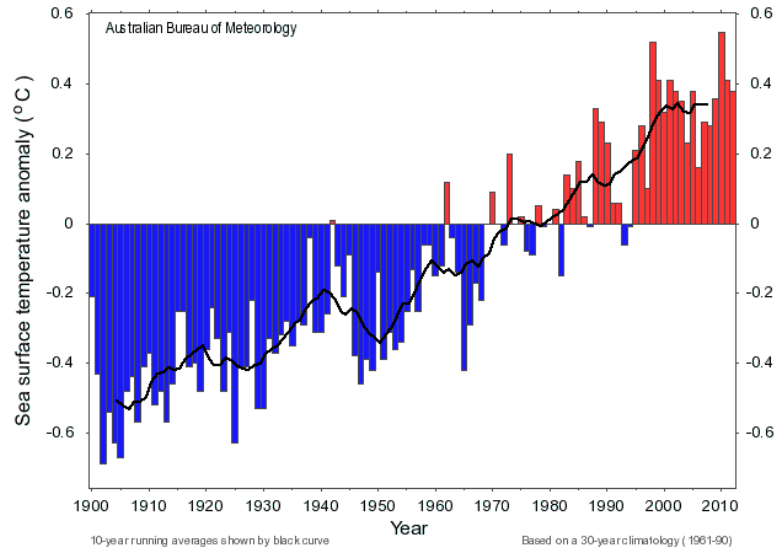 Australian Bureau of Meteorology
Sea surface temperature anomaly (°C)
0.6 0.6
0.4 0.4
0.2 0.2
0 0
-0.2 -0.2
-0.4 -0.4
-0.6 -0.6
1900 1910 1920 1930 1940 1950 1960 1970 1980 1990 2000 2010
Year
10-year running averages shown by black curve
Based on a 30-year climatology (1961-90)